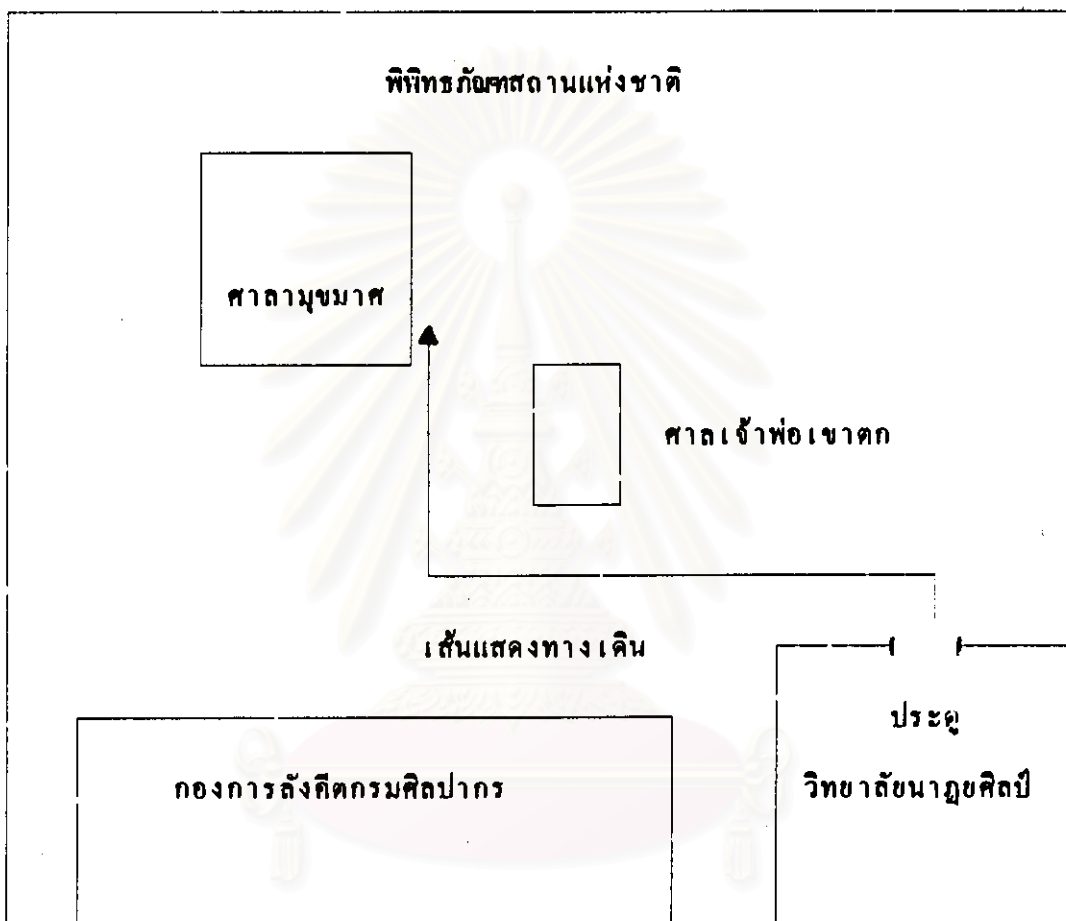 พิพิทธภัณฑสถานแห่งชาติ
ศาลามุขมาศ
ศาลเจ้าพ่อเขาตก
เส้นแสดงทางเดิน
ประตู
กองการสังคีตกรมศิลปากร
วิทยาลัยนาฏยศิลป์